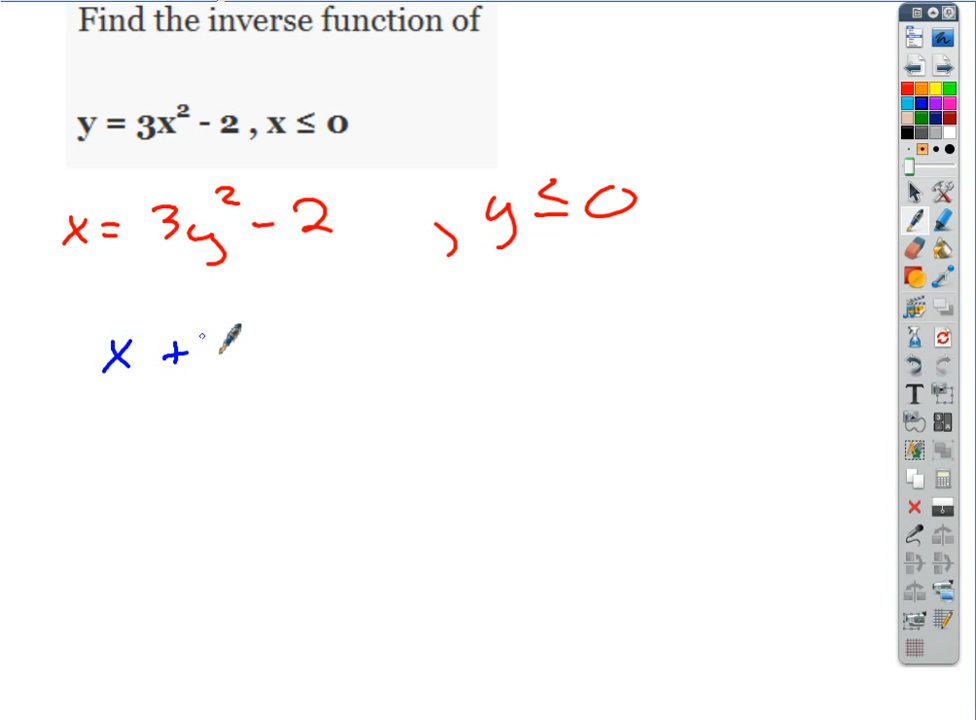 Find the inverse function of
y = 3x² - 2 , x ≤ 0
x = 3y² - 2 , y ≤ 0
x +